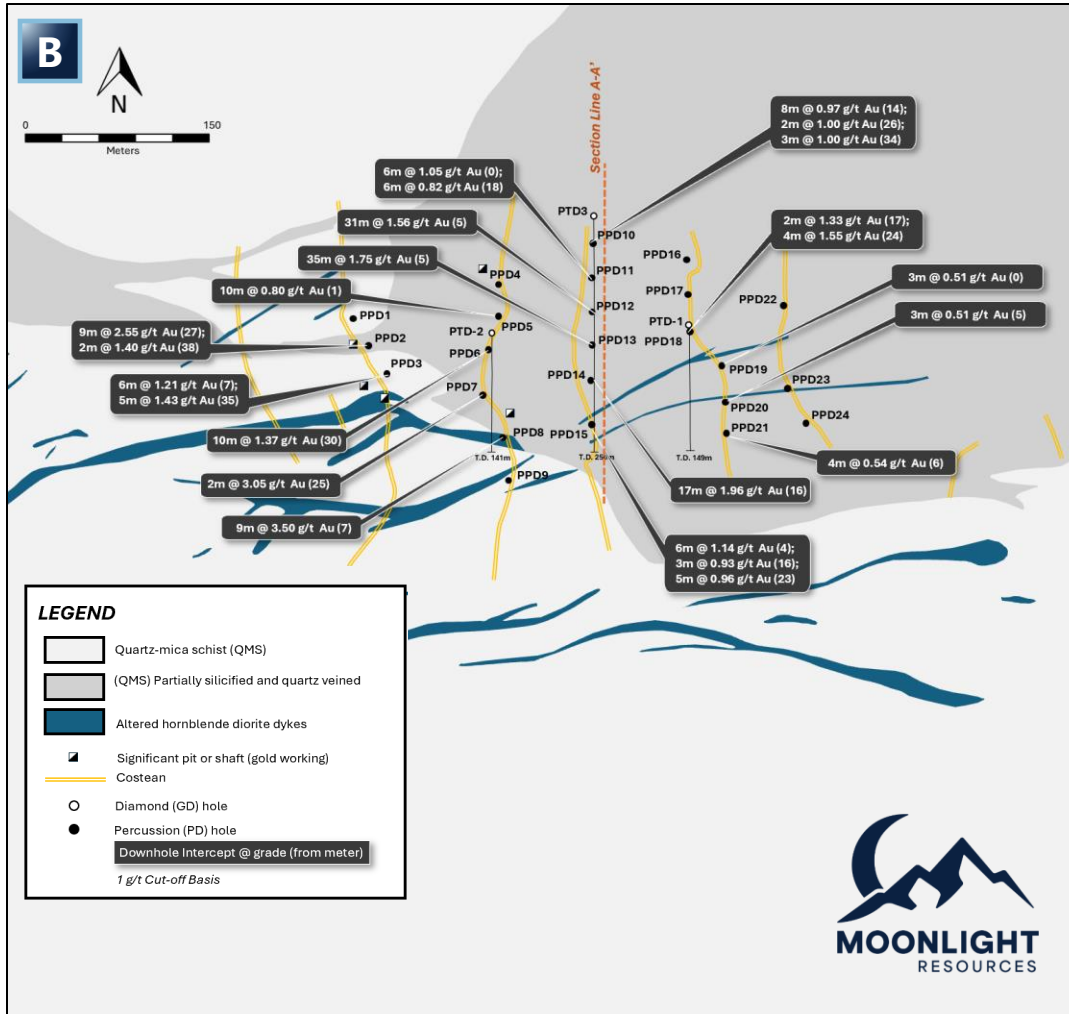 B
N
0
150
Meters
Section Line A-A'
8m @ 0.97 g/t Au (14);
2m @ 1.00 g/t Au (26);
3m @ 1.00 g/t Au (34)
6m @ 1.05 g/t Au (0);
6m @ 0.82 g/t Au (18)
31m @ 1.56 g/t Au (5)
35m @ 1.75 g/t Au (5)
10m @ 0.80 g/t Au (1)
9m @ 2.55 g/t Au (27);
2m @ 1.40 g/t Au (38)
6m @ 1.21 g/t Au (7);
5m @ 1.43 g/t Au (35)
10m @ 1.37 g/t Au (30)
2m @ 3.05 g/t Au (25)
9m @ 3.50 g/t Au (7)
2m @ 1.33 g/t Au (17);
4m @ 1.55 g/t Au (24)
3m @ 0.51 g/t Au (0)
3m @ 0.51 g/t Au (5)
4m @ 0.54 g/t Au (6)
17m @ 1.96 g/t Au (16)
6m @ 1.14 g/t Au (4);
3m @ 0.93 g/t Au (16);
5m @ 0.96 g/t Au (23)
PPD1
PPD2
PPD3
PPD4
PPD5
PTD-2
PPD6
PPD7
PPD8
T.D. 141m
PPD9
PTD3
PPD10
PPD11
PPD12
PPD13
PPD14
PPD15
PPD16
PPD17
PTD-1
PPD18
PPD19
PPD20
PPD21
T.D. 149m
PPD22
PPD23
PPD24
T.D.
LEGEND
Quartz-mica schist (QMS)
(QMS) Partially silicified and quartz veined
Altered hornblende diorite dykes
Significant pit or shaft (gold working)
Costean
Diamond (GD) hole
Percussion (PD) hole
Downhole Intercept @ grade (from meter)
1 g/t Cut-off Basis
MOONLIGHT
RESOURCES